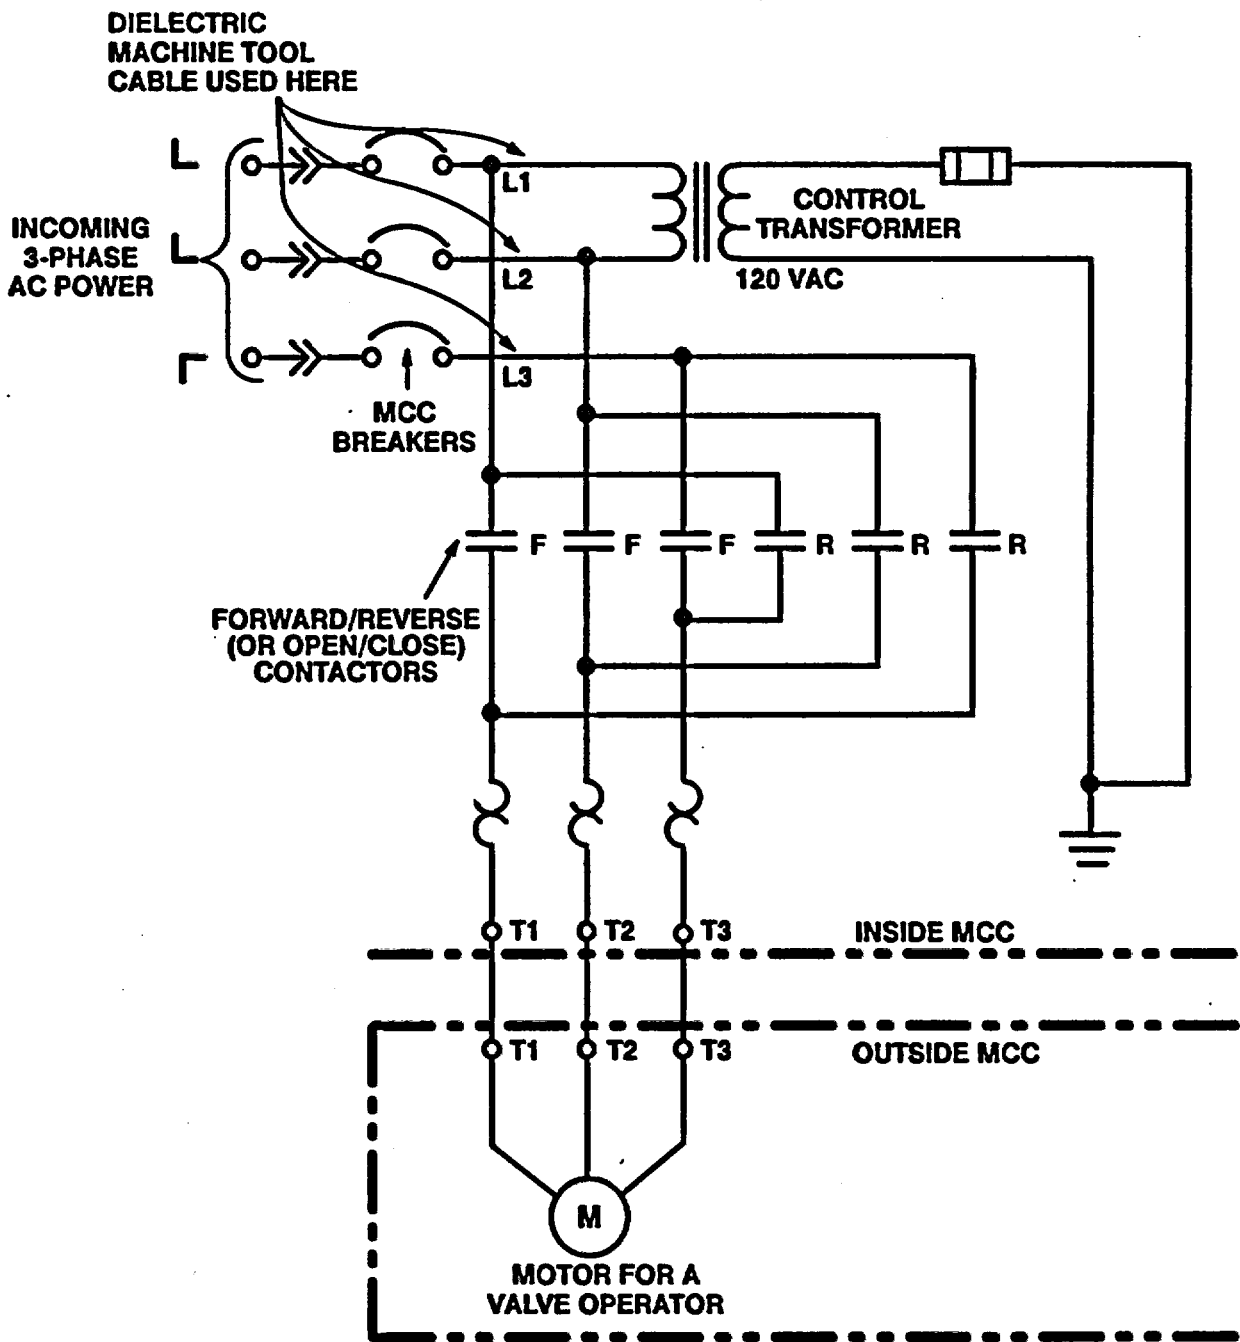 DIELECTRIC
MACHINE TOOL
CABLE USED HERE
INCOMING
3-PHASE
AC POWER
L1
L2
L3
CONTROL
TRANSFORMER
120 VAC
MCC
BREAKERS
F
F
F
R
R
R
FORWARD/REVERSE
(OR OPEN/CLOSE)
CONTACTORS
T1
T2
T3
INSIDE MCC
OUTSIDE MCC
T1
T2
T3
M
MOTOR FOR A
VALVE OPERATOR